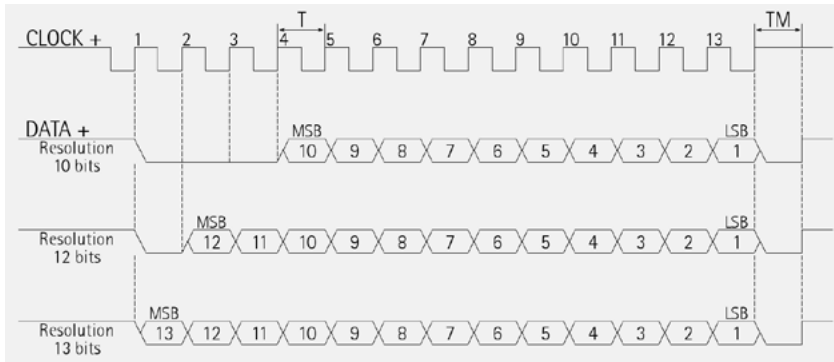 T TM
CLOCK + 1 2 3 4 5 6 7 8 9 10 11 12 13
DATA +
MSB LSB
Resolution 10 bits 10 9 8 7 6 5 4 3 2 1
MSB LSB
Resolution 12 bits 12 11 10 9 8 7 6 5 4 3 2 1
MSB LSB
Resolution 13 bits 13 12 11 10 9 8 7 6 5 4 3 2 1